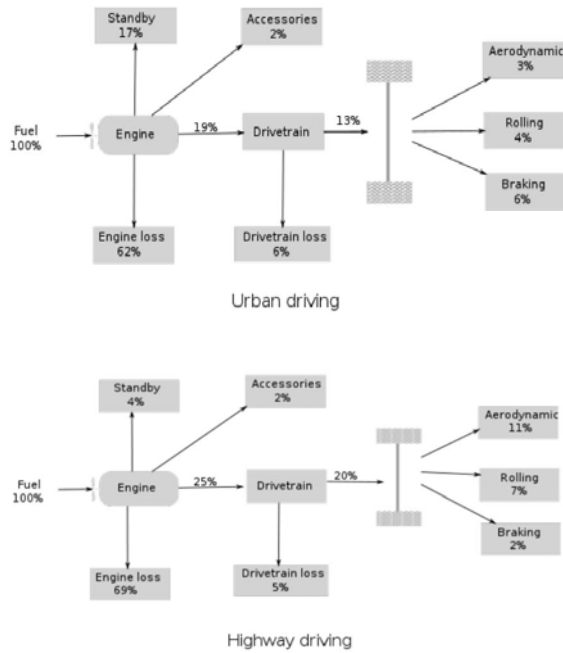 Standby
17%
Accessories
2%
Aerodynamic
3%
Fuel
100%
Engine
19%
Drivetrain
13%
Rolling
4%
Braking
6%
Engine loss
62%
Drivetrain loss
6%
Urban driving
Standby
4%
Accessories
2%
Aerodynamic
11%
Fuel
100%
Engine
25%
Drivetrain
20%
Rolling
7%
Braking
2%
Engine loss
69%
Drivetrain loss
5%
Highway driving